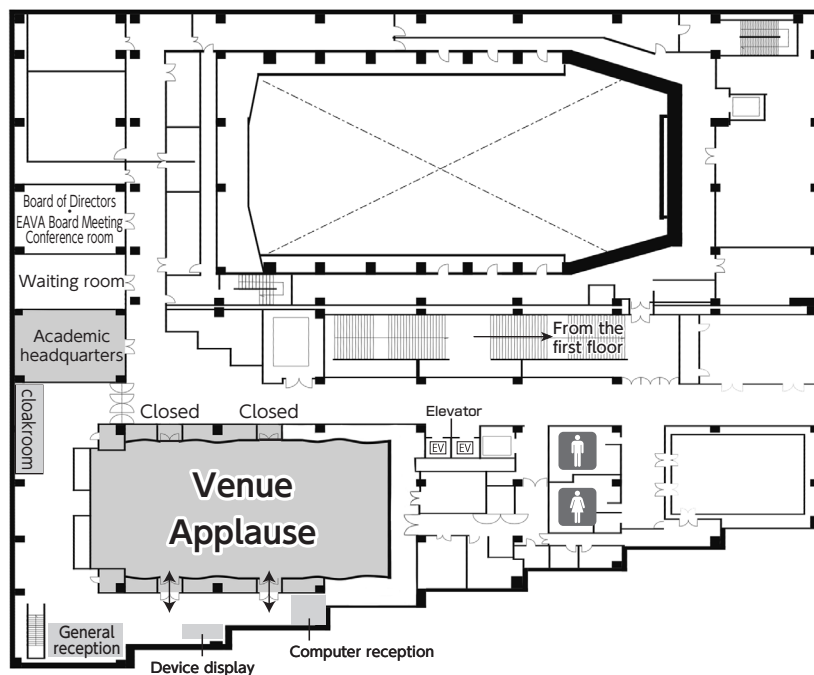 Board of Directors
•
EAVA Board Meeting
Conference room
Waiting room
Academic
headquarters
From the
first floor
cloakroom
Closed
Closed
Elevator
EV
EV
Venue
Applause
General
reception
Device display
Computer reception